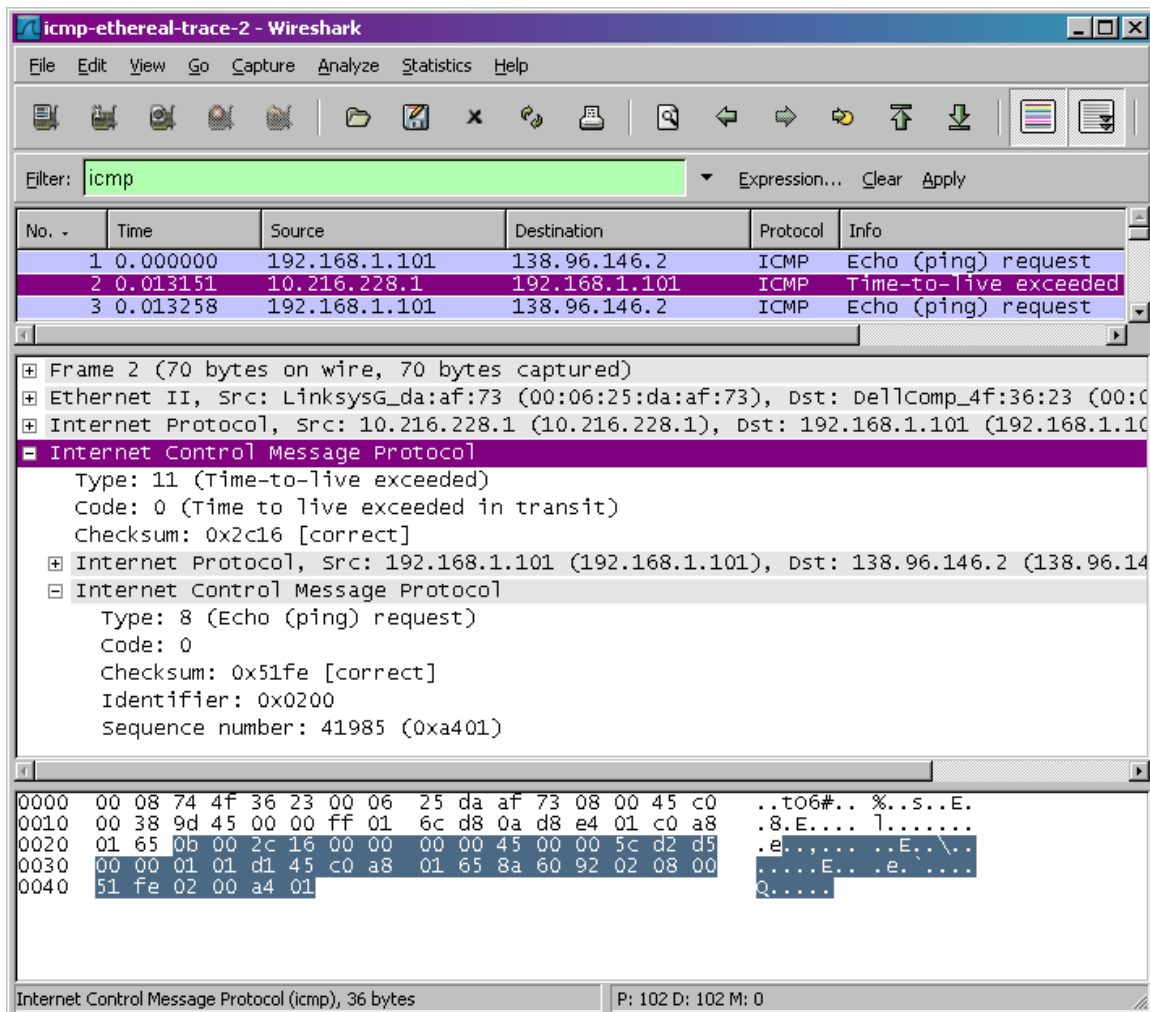 icmp-ethereal-trace-2 - Wireshark
File Edit View Go Capture Analyze Statistics Help
Filter: icmp Expression... Clear Apply
No. Time Source Destination Protocol Info
1 0.000000 192.168.1.101 138.96.146.2 ICMP Echo (ping) request
2 0.013151 10.216.228.1 192.168.1.101 ICMP Time-to-live exceeded
3 0.013258 192.168.1.101 138.96.146.2 ICMP Echo (ping) request
Frame 2 (70 bytes on wire, 70 bytes captured)
Ethernet II, Src: LinksysG_da:af:73 (00:06:25:da:af:73), Dst: DellComp_4f:36:23 (00:0
Internet Protocol, Src: 10.216.228.1 (10.216.228.1), Dst: 192.168.1.101 (192.168.1.10
Internet Control Message Protocol
Type: 11 (Time-to-live exceeded)
Code: 0 (Time to live exceeded in transit)
Checksum: 0x2c16 [correct]
Internet Protocol, Src: 192.168.1.101 (192.168.1.101), Dst: 138.96.146.2 (138.96.14
Internet Control Message Protocol
Type: 8 (Echo (ping) request)
Code: 0
Checksum: 0x51fe [correct]
Identifier: 0x0200
Sequence number: 41985 (0xa401)
0000 00 08 74 4f 36 23 00 06 25 da af 73 08 00 45 c0 ..tO6#.. %..s..E.
0010 00 38 9d 45 00 00 ff 01 6c d8 0a d8 e4 01 c0 a8 .8.E.... l.......
0020 01 65 0b 00 2c 16 00 00 00 00 45 00 00 5c d2 d5 .e..,... ..E..\..
0030 00 00 01 01 d1 45 c0 a8 01 65 8a 60 92 02 08 00 .....E.. .e.`....
0040 51 fe 02 00 a4 01 Q.....
Internet Control Message Protocol (icmp), 36 bytes P: 102 D: 102 M: 0